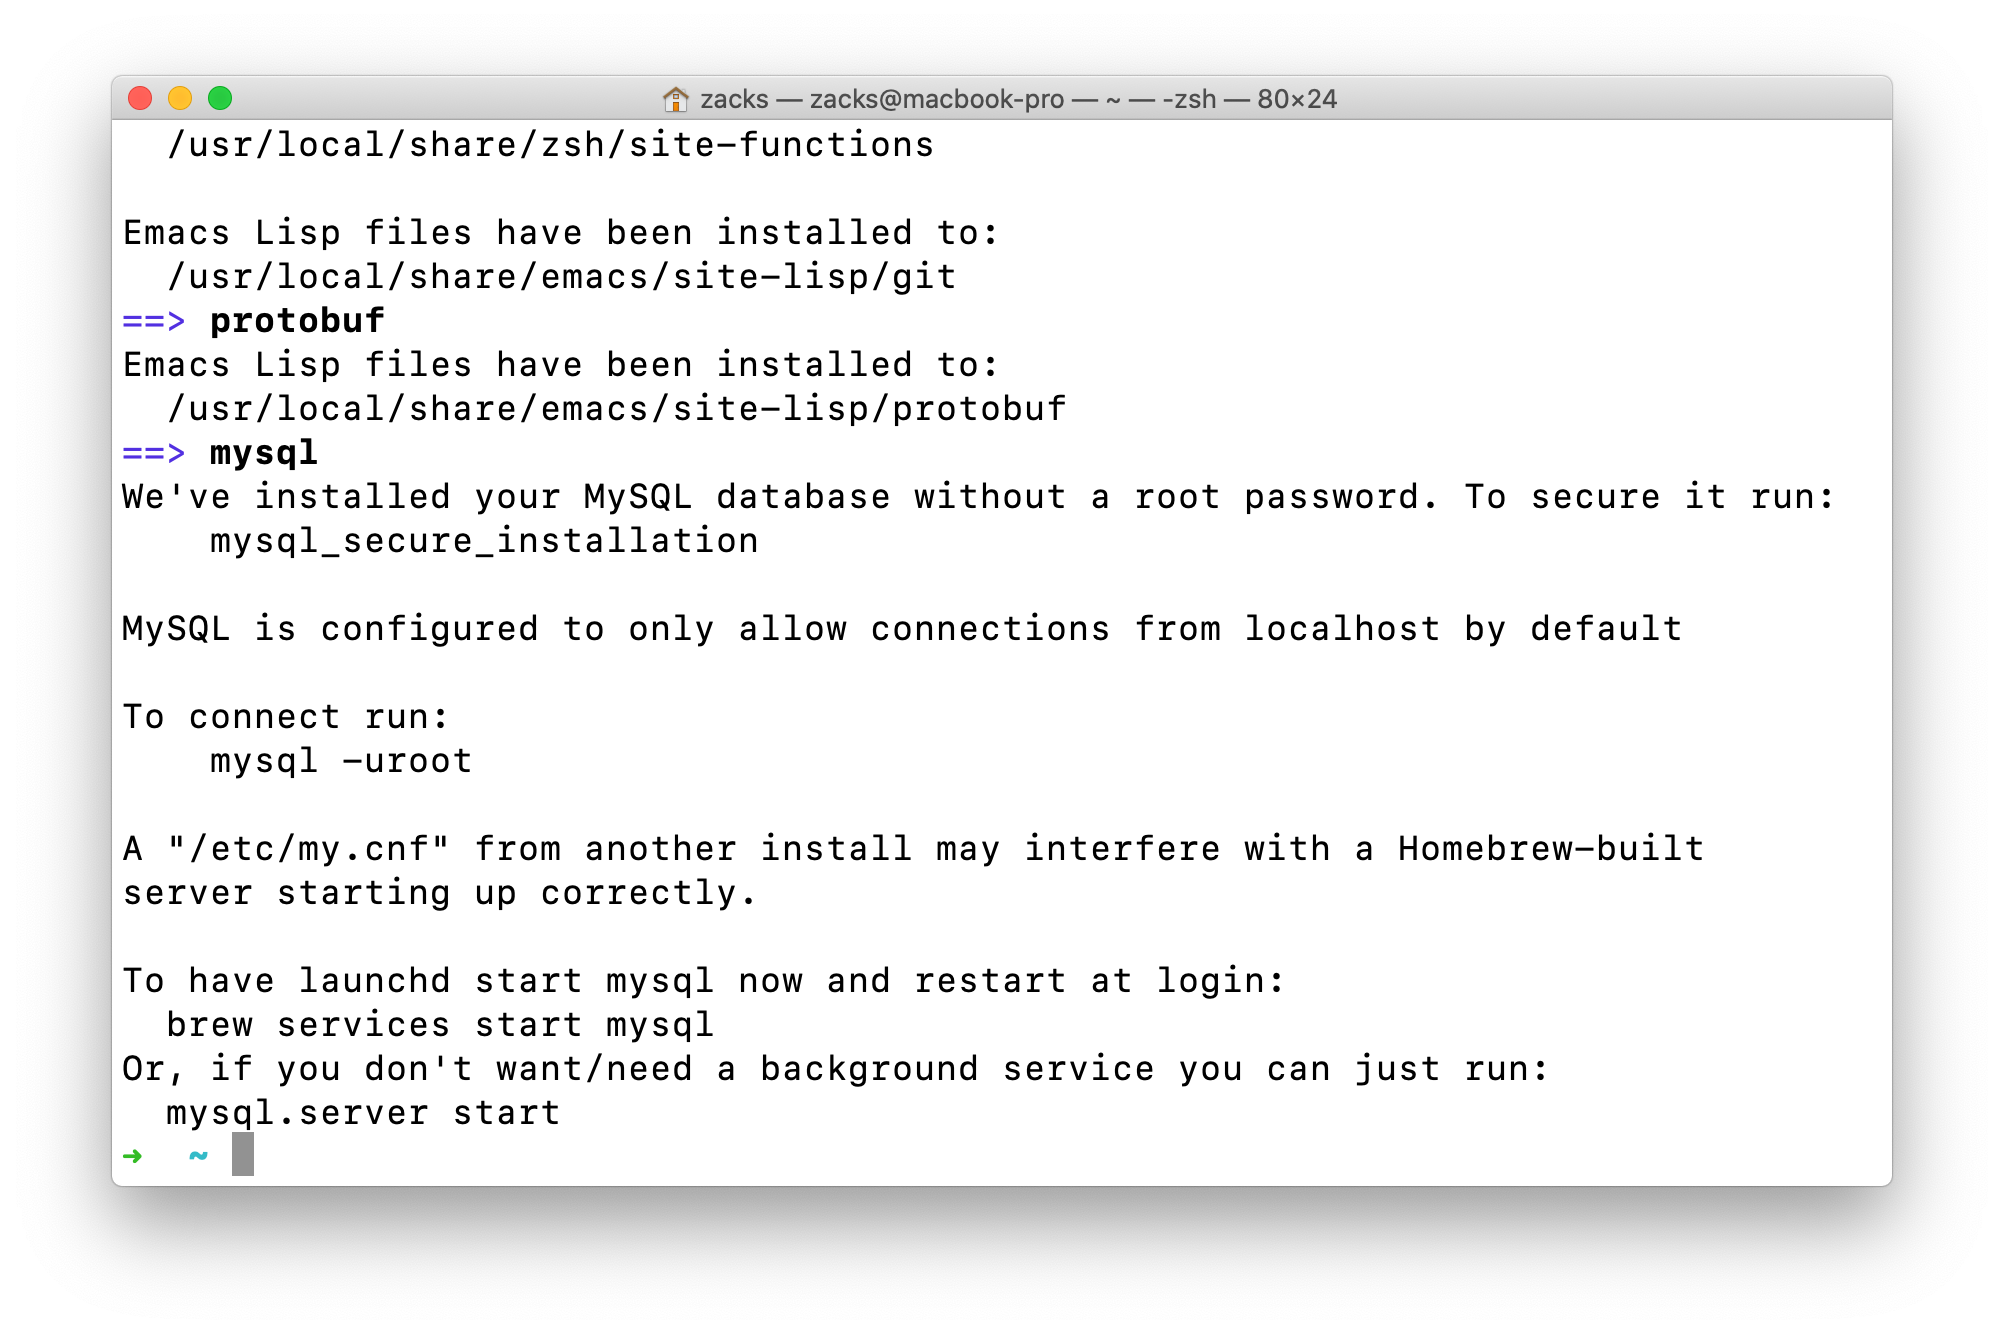 zacks — zacks@macbook-pro — ~ — -zsh — 80×24
/usr/local/share/zsh/site-functions
Emacs Lisp files have been installed to:
/usr/local/share/emacs/site-lisp/git
==> protobuf
Emacs Lisp files have been installed to:
/usr/local/share/emacs/site-lisp/protobuf
==> mysql
We've installed your MySQL database without a root password. To secure it run:
mysql_secure_installation
MySQL is configured to only allow connections from localhost by default
To connect run:
mysql -uroot
A "/etc/my.cnf" from another install may interfere with a Homebrew-built
server starting up correctly.
To have launchd start mysql now and restart at login:
brew services start mysql
Or, if you don't want/need a background service you can just run:
mysql.server start
➜ ~